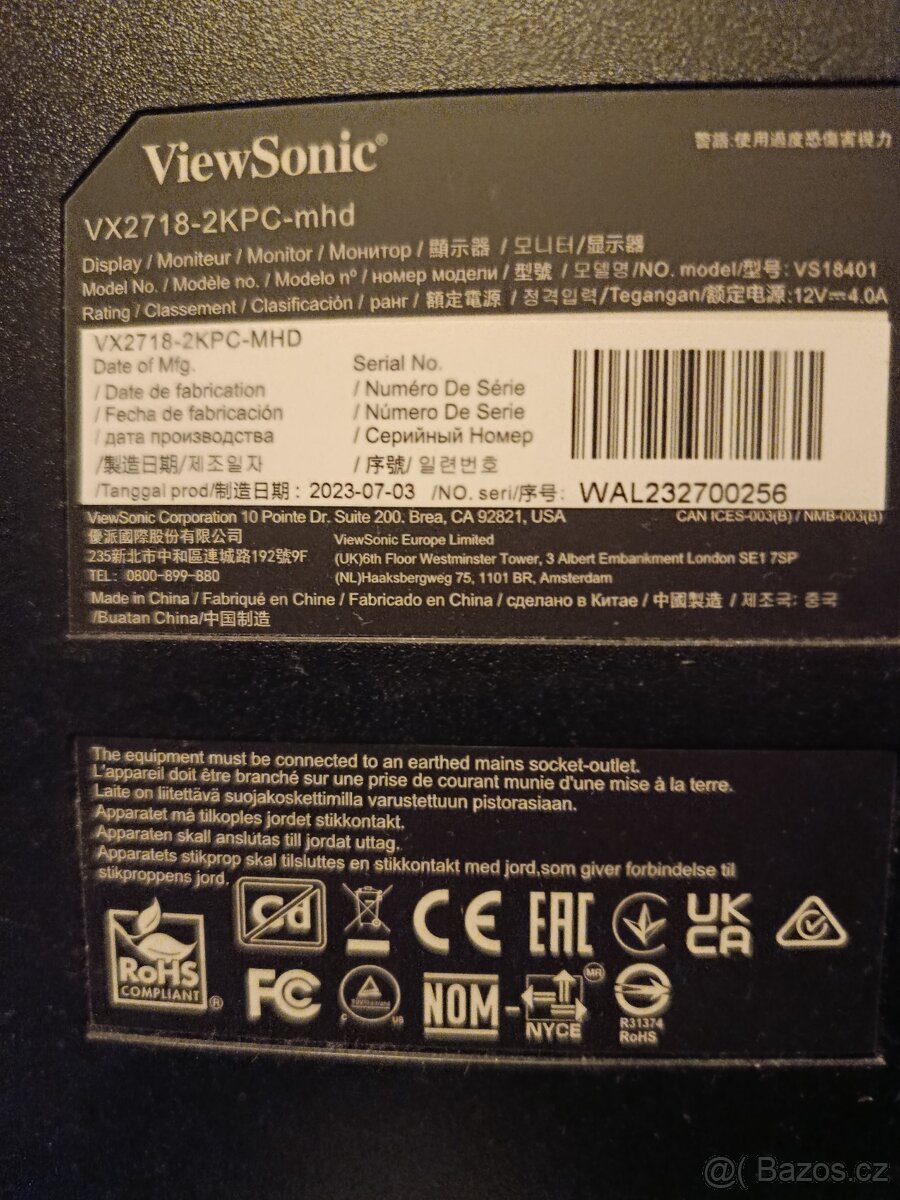 ViewSonic®
警語:使用過度恐傷害視力
VX2718-2KPC-mhd
Display / Moniteur / Monitor / Монитор / 顯示器 / 모니터/显示器
Model No. / Modèle no. / Modelo nº / номер модели / 型號 / 모델명/NO. model/型号: VS18401
Rating / Classement / Clasificación / ранг / 額定電源 / 정격입력/Tegangan/额定电源:12V⎓4.0A
VX2718-2KPC-MHD
Date of Mfg.
/ Date de fabrication
/ Fecha de fabricación
/ дата производства
/製造日期/제조일자
/Tanggal prod/制造日期 : 2023-07-03
Serial No.
/ Numéro De Série
/ Número De Serie
/ Серийный Номер
/ 序號/ 일련번호
/NO. seri/序号: WAL232700256
ViewSonic Corporation 10 Pointe Dr. Suite 200. Brea, CA 92821, USA
CAN ICES-003(B) / NMB-003(B)
優派國際股份有限公司
235新北市中和區連城路192號9F
TEL: 0800-899-880
ViewSonic Europe Limited
(UK)6th Floor Westminster Tower, 3 Albert Embankment London SE1 7SP
(NL)Haaksbergweg 75, 1101 BR, Amsterdam
Made in China / Fabriqué en Chine / Fabricado en China / сделано в Китае / 中國製造 / 제조국: 중국
/Buatan China/中国制造
The equipment must be connected to an earthed mains socket-outlet.
L'appareil doit être branché sur une prise de courant munie d'une mise à la terre.
Laite on liitettävä suojakoskettimilla varustettuun pistorasiaan.
Apparatet må tilkoples jordet stikkontakt.
Apparaten skall anslutas till jordat uttag.
Apparatets stikprop skal tilsluttes en stikkontakt med jord,som giver forbindelse til
stikproppens jord.
RoHS
COMPLIANT ®
Cd
CE
EAC
UK
CA
FC
C US
NOM-
NYCE
MR
R31374
RoHS
@( Bazos.cz